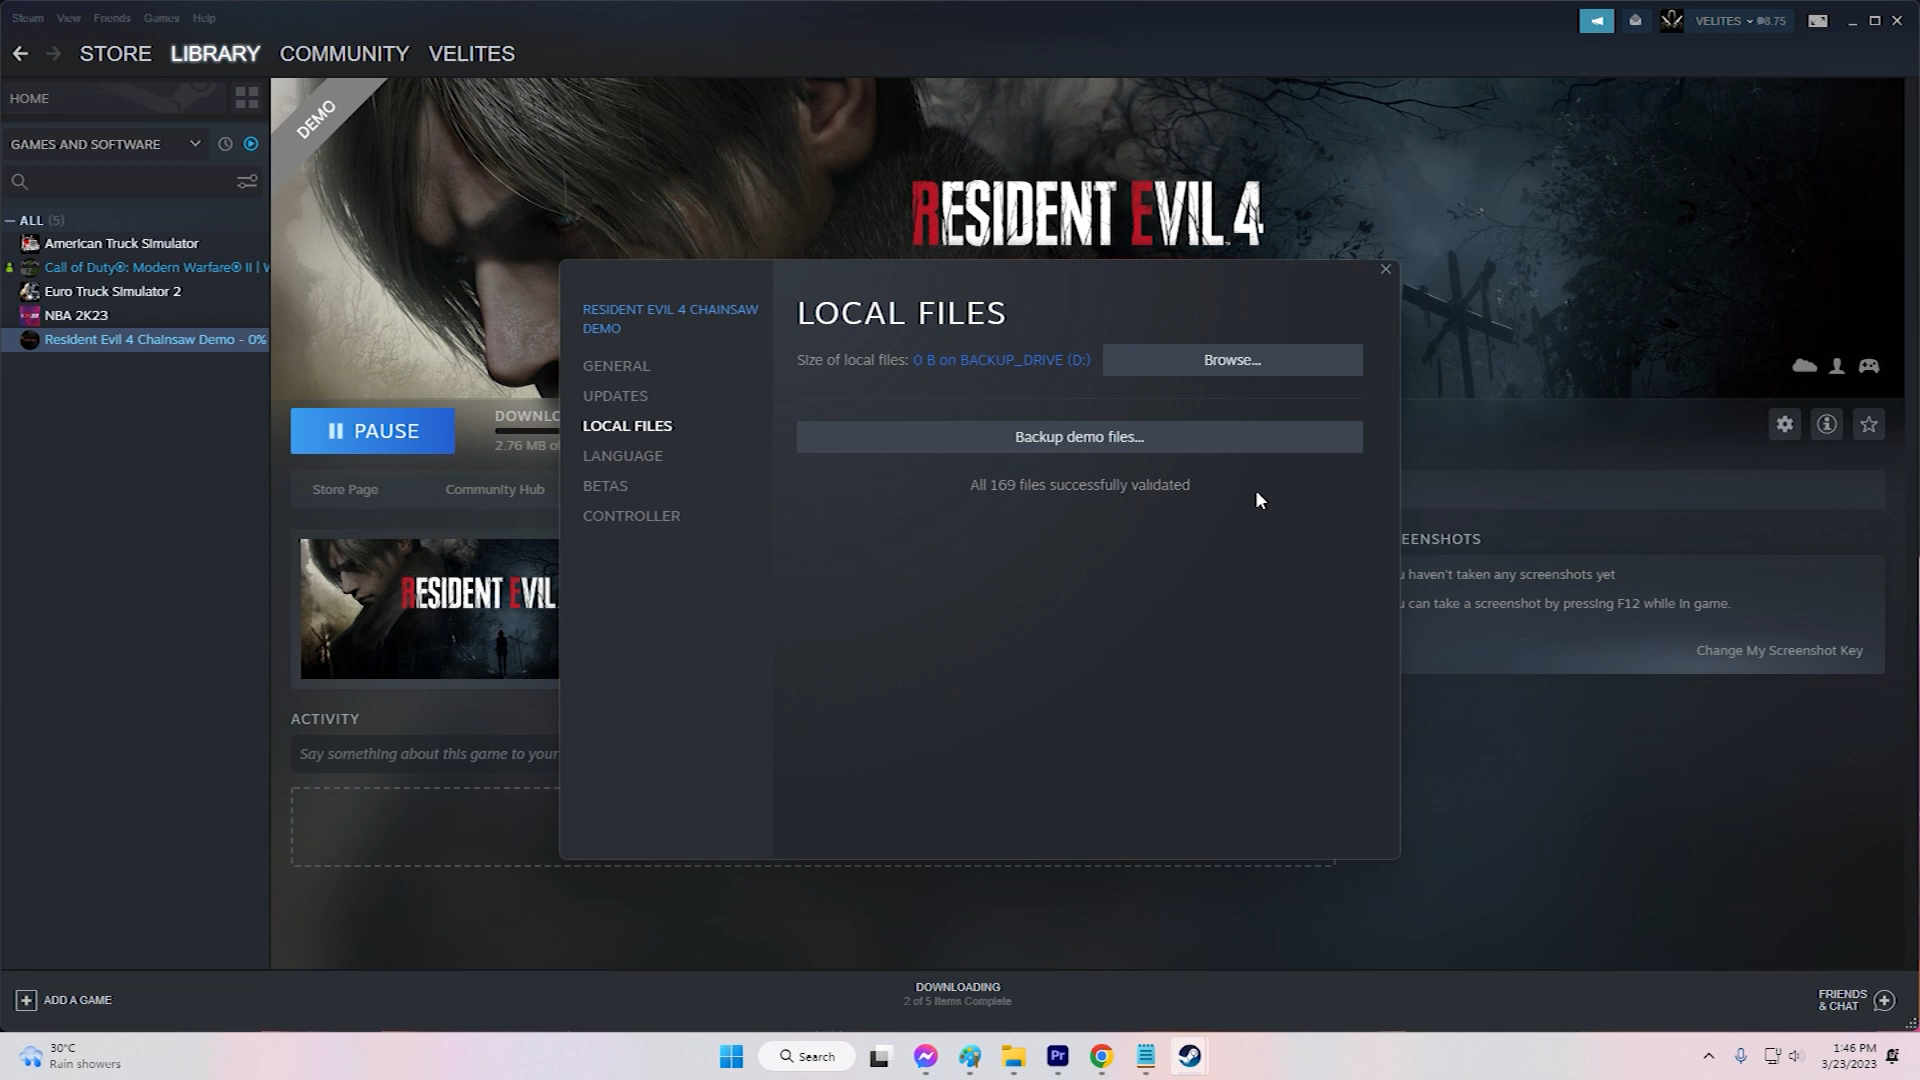 Steam View Friends Games Help
VELITES
8.75
STORE LIBRARY COMMUNITY VELITES
HOME
GAMES AND SOFTWARE
— ALL (5)
American Truck Simulator
Call of Duty®: Modern Warfare® II |
Euro Truck Simulator 2
NBA 2K23
Resident Evil 4 Chainsaw Demo - 0%
DEMO
RESIDENT EVIL 4
PAUSE
DOWNLO
2.76 MB o
Store Page Community Hub
RESIDENT EVIL
ACTIVITY
Say something about this game to your
RESIDENT EVIL 4 CHAINSAW
DEMO
GENERAL
UPDATES
LOCAL FILES
LANGUAGE
BETAS
CONTROLLER
LOCAL FILES
Size of local files: 0 B on BACKUP_DRIVE (D:)
Browse...
Backup demo files...
All 169 files successfully validated
EENSHOTS
u haven't taken any screenshots yet
u can take a screenshot by pressing F12 while in game.
Change My Screenshot Key
ADD A GAME
DOWNLOADING
2 of 5 Items Complete
FRIENDS
& CHAT
30°C
Rain showers
Search
Pr
1:46 PM
3/23/2023